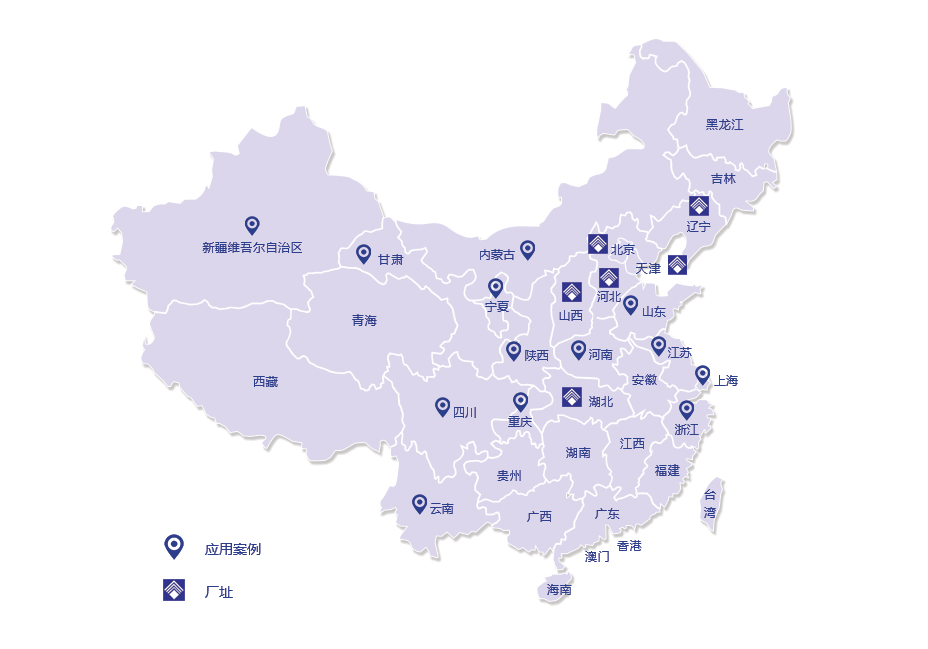 黑龙江
吉林
辽宁
新疆维吾尔自治区
甘肃
内蒙古
北京
天津
宁夏
山西
河北
山东
青海
陕西
河南
江苏
西藏
安徽
上海
四川
重庆
湖北
浙江
湖南
江西
贵州
福建
云南
广西
广东
台
湾
香港
澳门
海南
应用案例
厂址